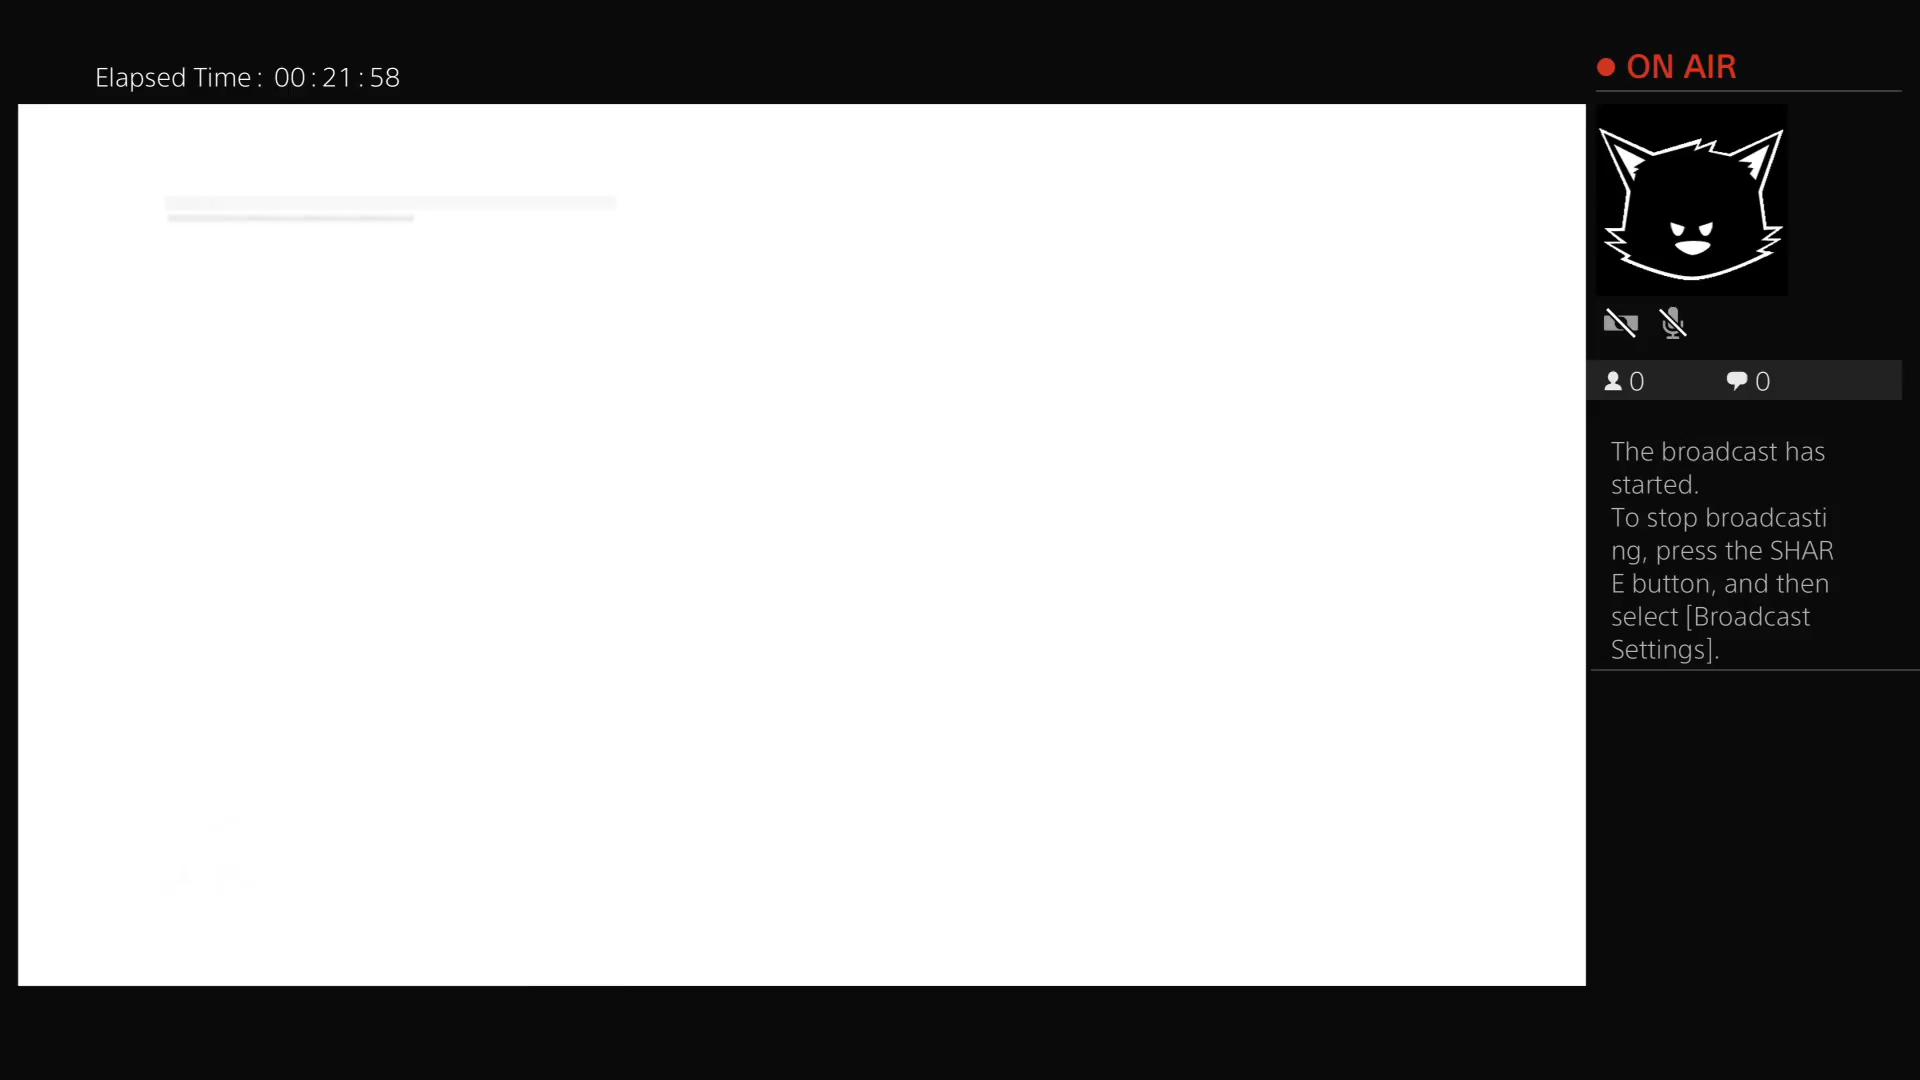 Elapsed Time: 00:21:58
ON AIR
0 0
The broadcast has
started.
To stop broadcasti
ng, press the SHAR
E button, and then
select [Broadcast
Settings].